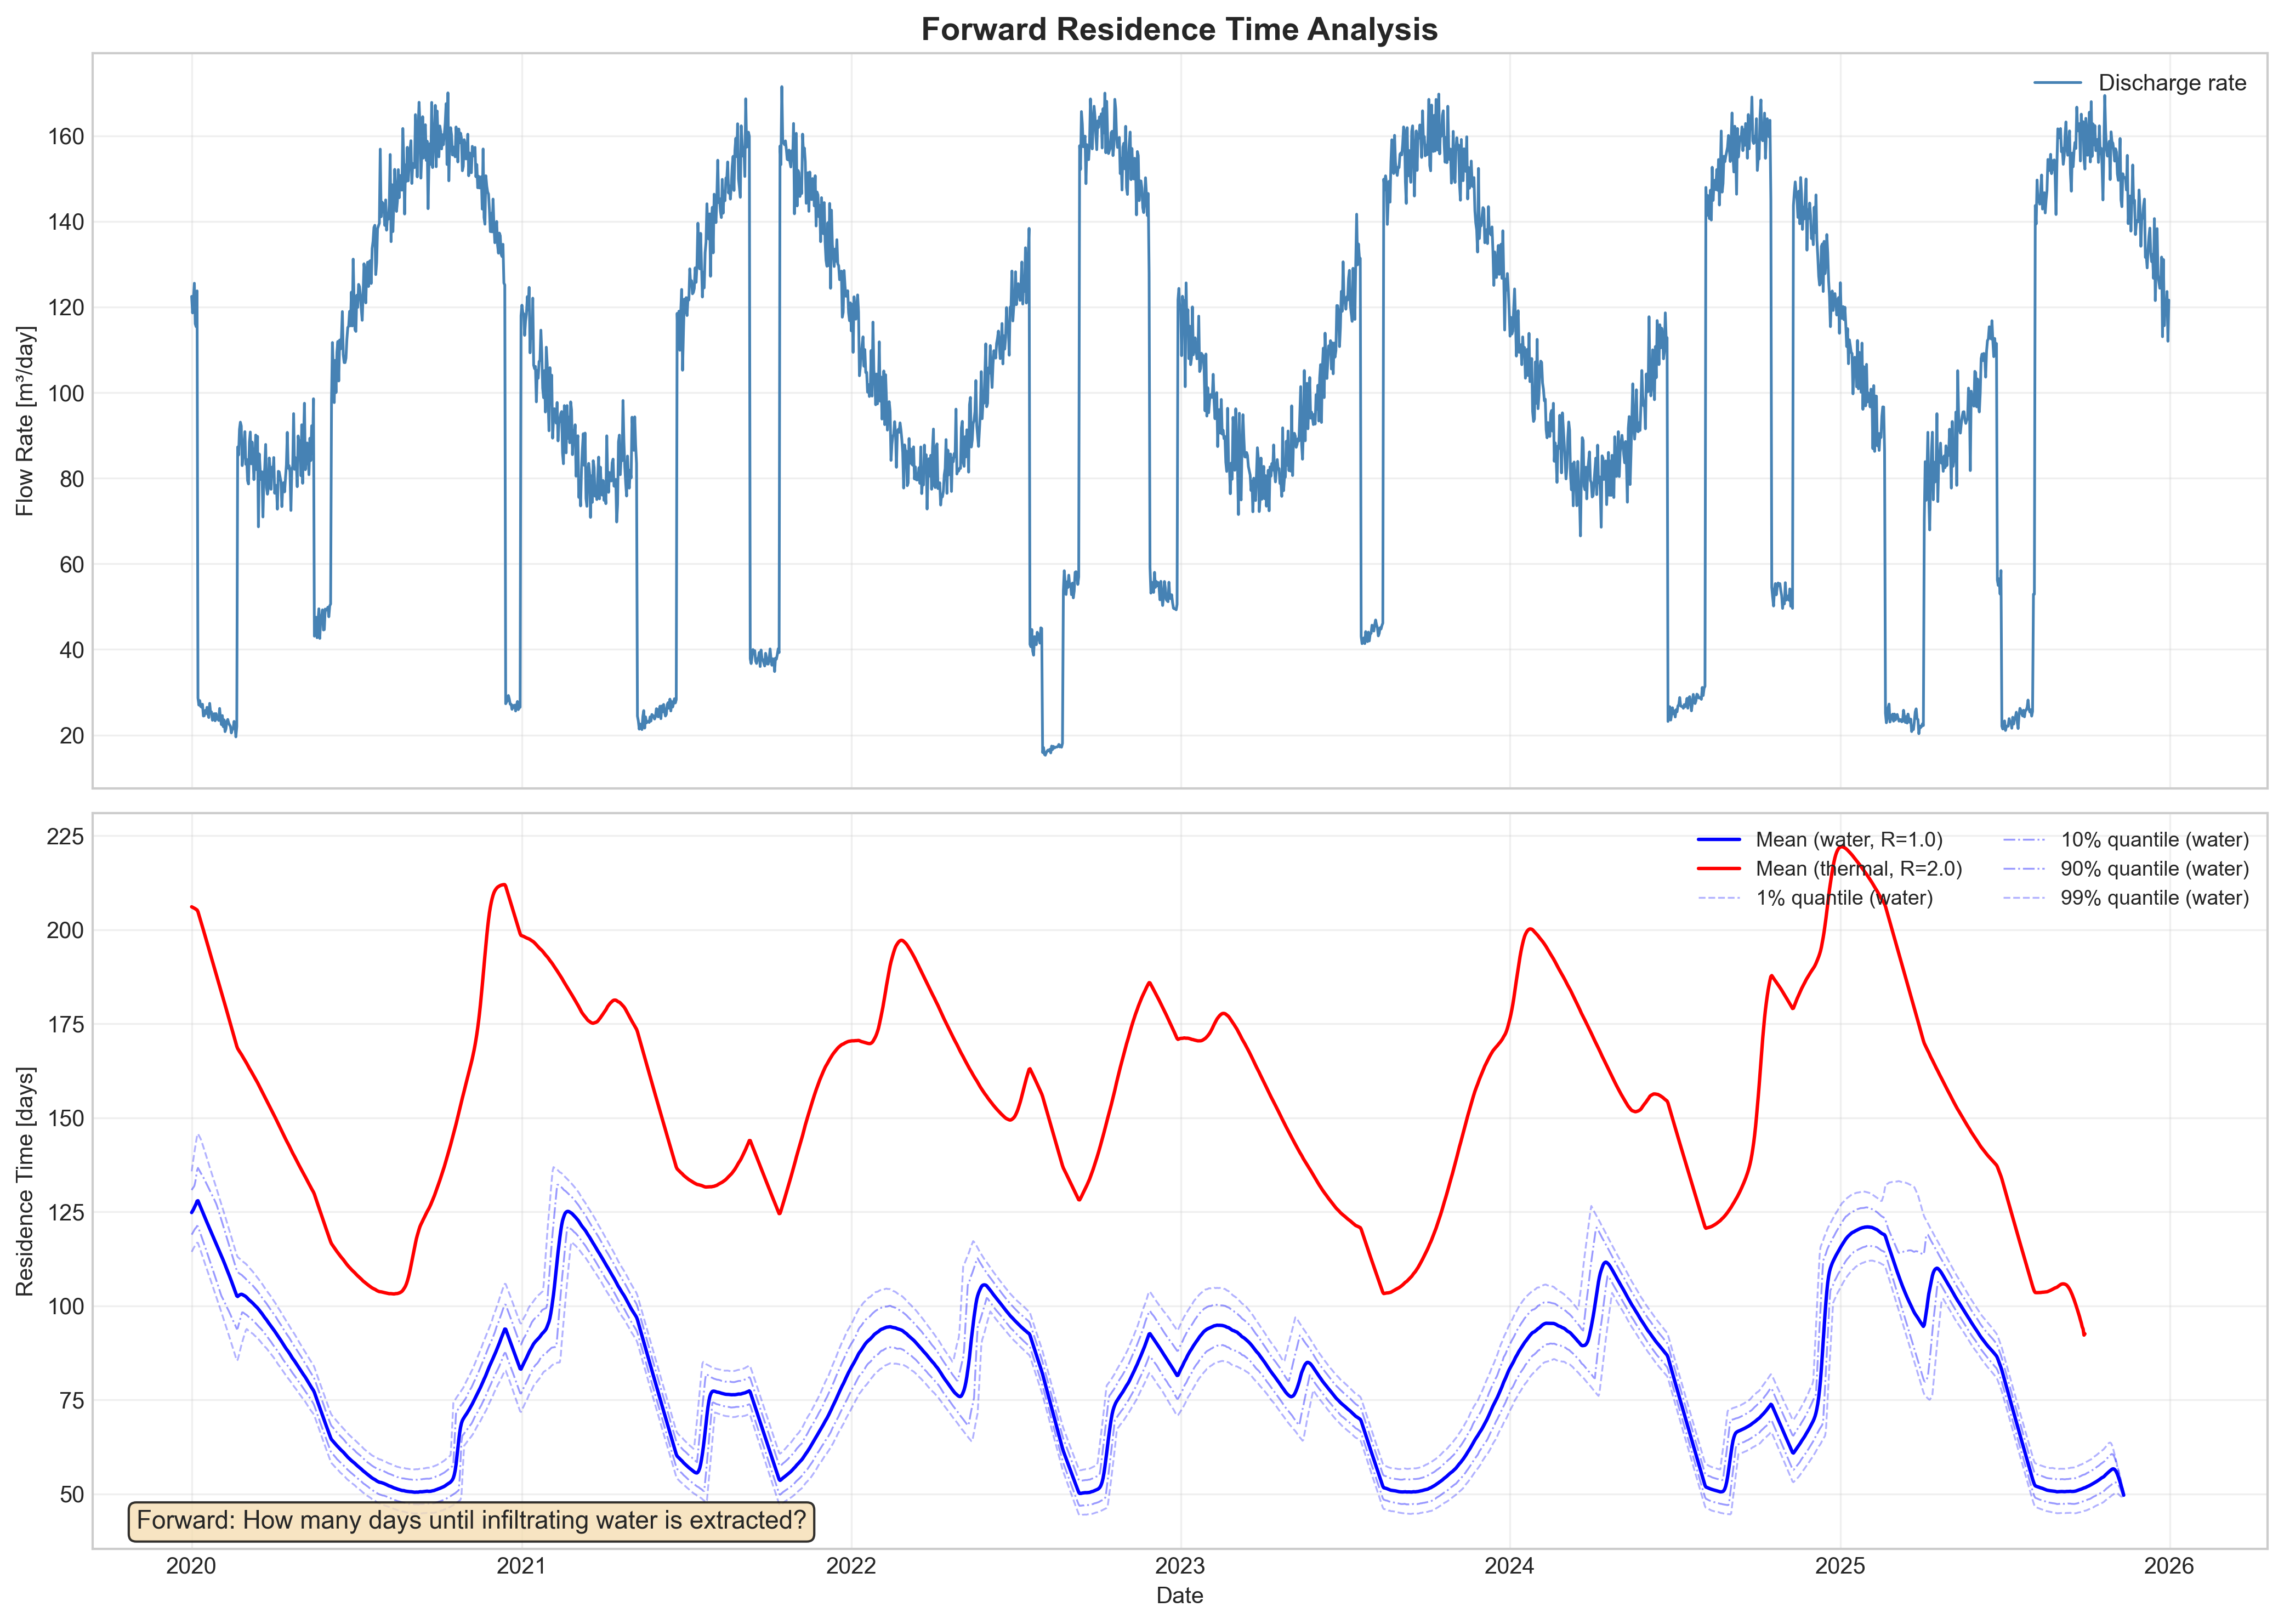 Forward Residence Time Analysis
Discharge rate
Flow Rate [m³/day]
160
140
120
100
80
60
40
20
Mean (water, R=1.0)
Mean (thermal, R=2.0)
1% quantile (water)
10% quantile (water)
90% quantile (water)
99% quantile (water)
Residence Time [days]
225
200
175
150
125
100
75
50
Forward: How many days until infiltrating water is extracted?
2020 2021 2022 2023 2024 2025 2026
Date